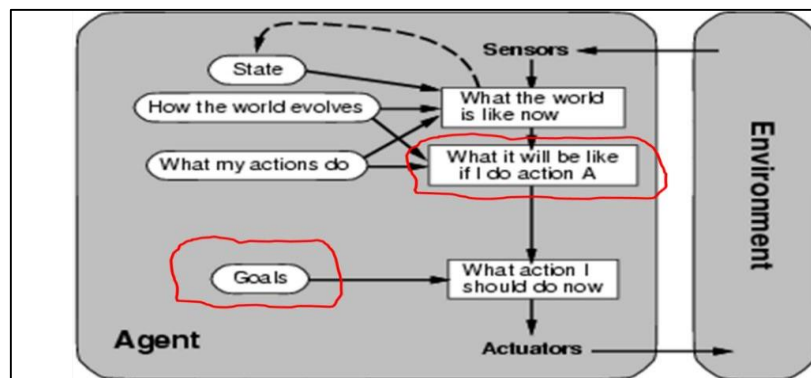 Sensors
State
What the world
is like now
How the world evolves
What it will be like
if I do action A
What my actions do
Goals
What action I
should do now
Agent
Actuators
Environment